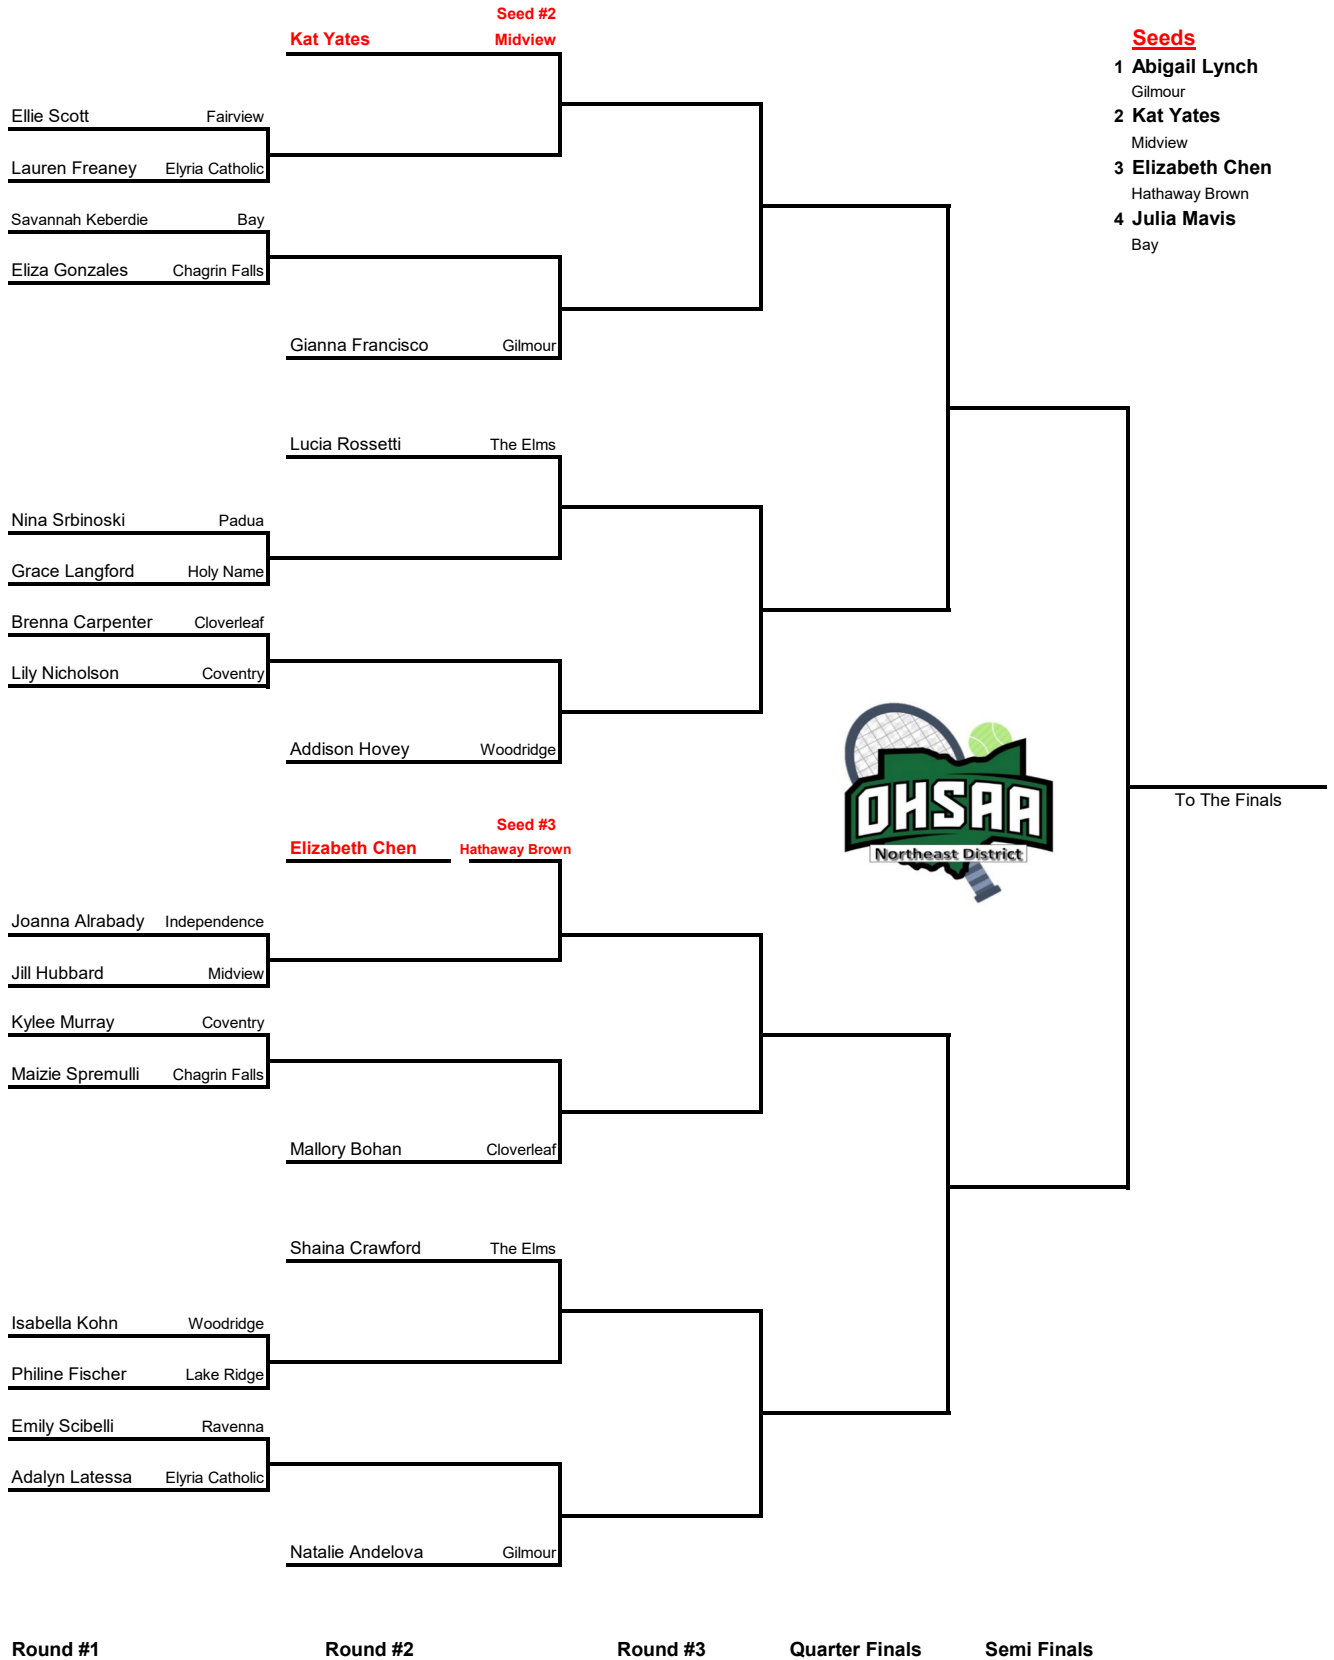 Seed #2
Kat Yates Midview
Seeds
1 Abigail Lynch
Gilmour
2 Kat Yates
Midview
3 Elizabeth Chen
Hathaway Brown
4 Julia Mavis
Bay
Ellie Scott Fairview
Lauren Freaney Elyria Catholic
Savannah Keberdie Bay
Eliza Gonzales Chagrin Falls
Gianna Francisco Gilmour
Lucia Rossetti The Elms
Nina Srbinoski Padua
Grace Langford Holy Name
Brenna Carpenter Cloverleaf
Lily Nicholson Coventry
Addison Hovey Woodridge
OHSAA
Northeast District
To The Finals
Seed #3
Elizabeth Chen Hathaway Brown
Joanna Alrabady Independence
Jill Hubbard Midview
Kylee Murray Coventry
Maizie Spremulli Chagrin Falls
Mallory Bohan Cloverleaf
Shaina Crawford The Elms
Isabella Kohn Woodridge
Philine Fischer Lake Ridge
Emily Scibelli Ravenna
Adalyn Latessa Elyria Catholic
Natalie Andelova Gilmour
Round #1 Round #2 Round #3 Quarter Finals Semi Finals